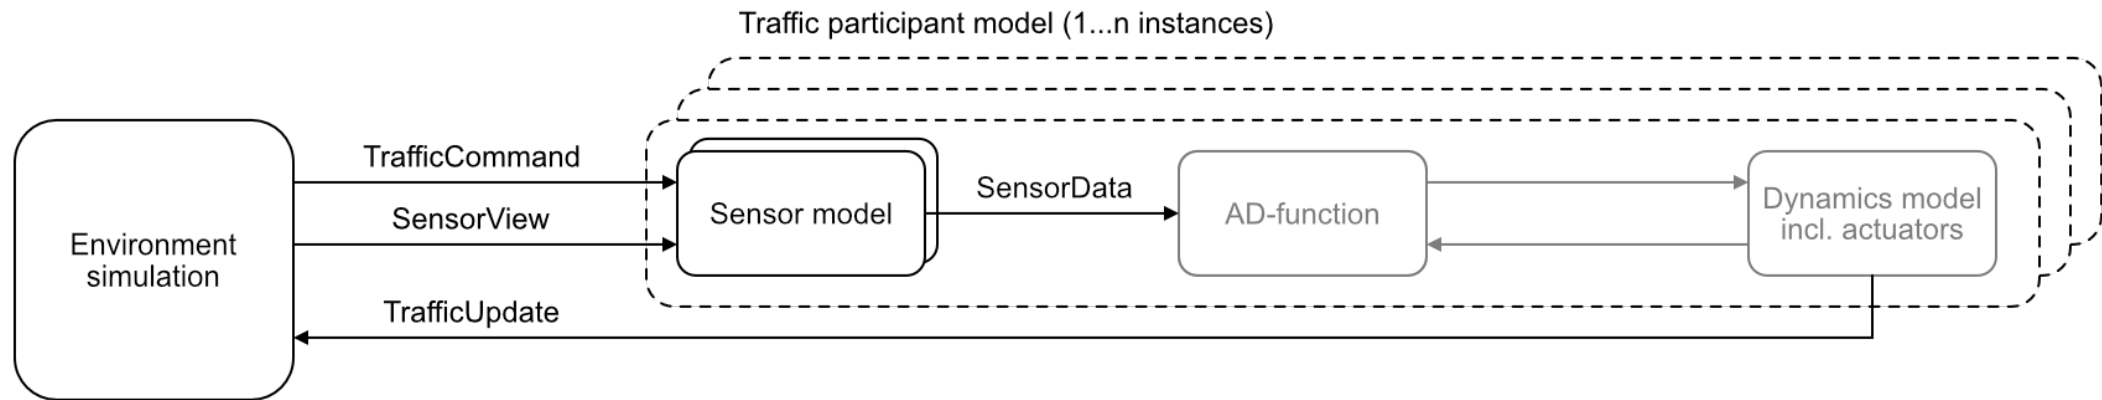 Traffic participant model (1...n instances)
TrafficCommand
SensorView
TrafficUpdate
Environment
simulation
Sensor model
SensorData
AD-function
Dynamics model
incl. actuators